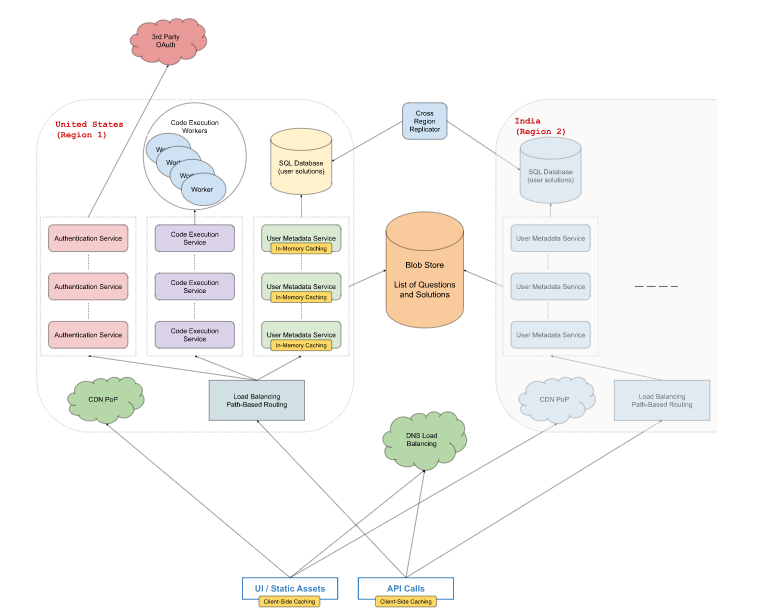 3rd Party
OAuth
United States
(Region 1)
Code Execution
Workers
Worker
SQL Database
(user solutions)
Cross
Region
Replicator
India
(Region 2)
SQL Database
(user solutions)
Authentication Service
Code Execution
Service
User Metadata Service
In-Memory Caching
User Metadata Service
Authentication Service
Code Execution
Service
User Metadata Service
In-Memory Caching
Blob Store
List of Questions
and Solutions
User Metadata Service
Authentication Service
Code Execution
Service
User Metadata Service
In-Memory Caching
User Metadata Service
CDN PoP
Load Balancing
Path-Based Routing
CDN PoP
Load Balancing
Path-Based Routing
DNS Load
Balancing
UI / Static Assets
Client-Side Caching
API Calls
Client-Side Caching